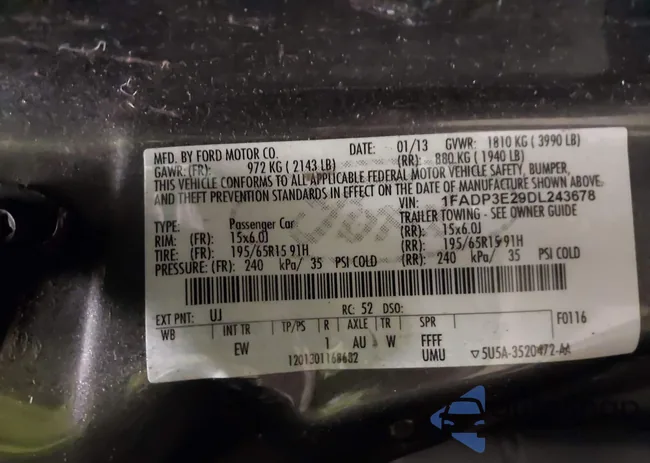 MFD. BY FORD MOTOR CO. DATE: 01/13 GVWR: 1810 KG ( 3990 LB)
GAWR: (FR): 972 KG ( 2143 LB) (RR): 880 KG ( 1940 LB)
THIS VEHICLE CONFORMS TO ALL APPLICABLE FEDERAL MOTOR VEHICLE SAFETY, BUMPER,
AND THEFT PREVENTION STANDARDS IN EFFECT ON THE DATE OF MANUFACTURE SHOWN ABOVE.
VIN: 1FADP3E29DL243678
TYPE: Passenger Car TRAILER TOWING - SEE OWNER GUIDE
RIM: (FR): 15x6.0J (RR): 15x6.0J
TIRE: (FR): 195/65R15 91H (RR): 195/65R15 91H
PRESSURE: (FR): 240 kPa/ 35 PSI COLD (RR): 240 kPa/ 35 PSI COLD
EXT PNT: UJ RC: 52 DSO: F0116
WB INT TR TP/PS R AXLE TR SPR
EW 1 AU W FFFF
1201301168682 UMU ▽5U5A-3520472-AA